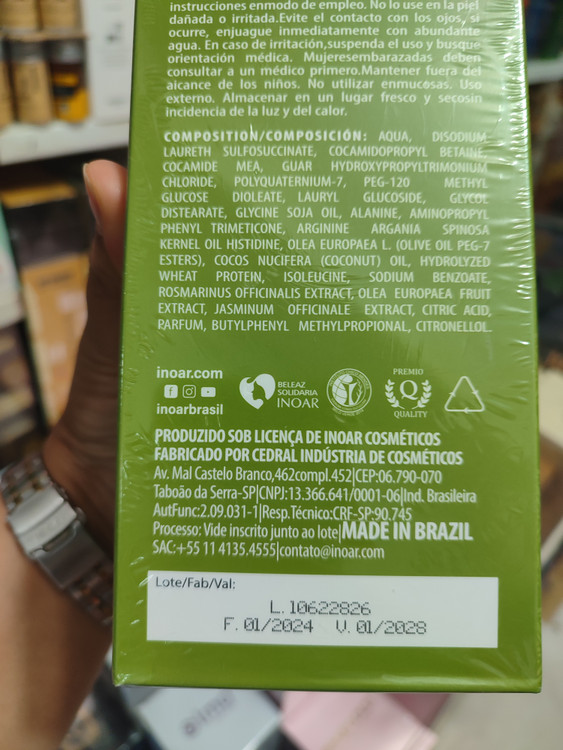 instrucciones enmodo de empleo. No lo use en la piel
dañada o irritada.Evite el contacto con los ojos, si
ocurre, enjuague inmediatamente con abundante
agua. En caso de irritación,suspenda el uso y busque
orientación médica. Mujeresembarazadas deben
consultar a un médico primero.Mantener fuera del
alcance de los niños. No utilizar enmucosas. Uso
externo. Almacenar en un lugar fresco y secosin
incidencia de la luz y del calor.
COMPOSITION/COMPOSICIÓN: AQUA, DISODIUM
LAURETH SULFOSUCCINATE, COCAMIDOPROPYL BETAINE,
COCAMIDE MEA, GUAR HYDROXYPROPYLTRIMONIUM
CHLORIDE, POLYQUATERNIUM-7, PEG-120 METHYL
GLUCOSE DIOLEATE, LAURYL GLUCOSIDE, GLYCOL
DISTEARATE, GLYCINE SOJA OIL, ALANINE, AMINOPROPYL
PHENYL TRIMETICONE, ARGININE ARGANIA SPINOSA
KERNEL OIL HISTIDINE, OLEA EUROPAEA L. (OLIVE OIL PEG-7
ESTERS), COCOS NUCIFERA (COCONUT) OIL, HYDROLYZED
WHEAT PROTEIN, ISOLEUCINE, SODIUM BENZOATE,
ROSMARINUS OFFICINALIS EXTRACT, OLEA EUROPAEA FRUIT
EXTRACT, JASMINUM OFFICINALE EXTRACT, CITRIC ACID,
PARFUM, BUTYLPHENYL METHYLPROPIONAL, CITRONELLOL.
inoar.com
inoarbrasil
BELEAZ
SOLIDARIA
INOAR
PREMIO
Q
QUALITY
PRODUZIDO SOB LICENÇA DE INOAR COSMÉTICOS
FABRICADO POR CEDRAL INDÚSTRIA DE COSMÉTICOS
Av. Mal Castelo Branco,462compl.452|CEP:06.790-070
Taboão da Serra-SP|CNPJ:13.366.641/0001-06|Ind. Brasileira
AutFunc:2.09.031-1|Resp.Técnico:CRF-SP:90.745
Processo: Vide inscrito junto ao lote|MADE IN BRAZIL
SAC:+55 11 4135.4555|contato@inoar.com
Lote/Fab/Val:
L.10622826
F.01/2024 V.01/2028